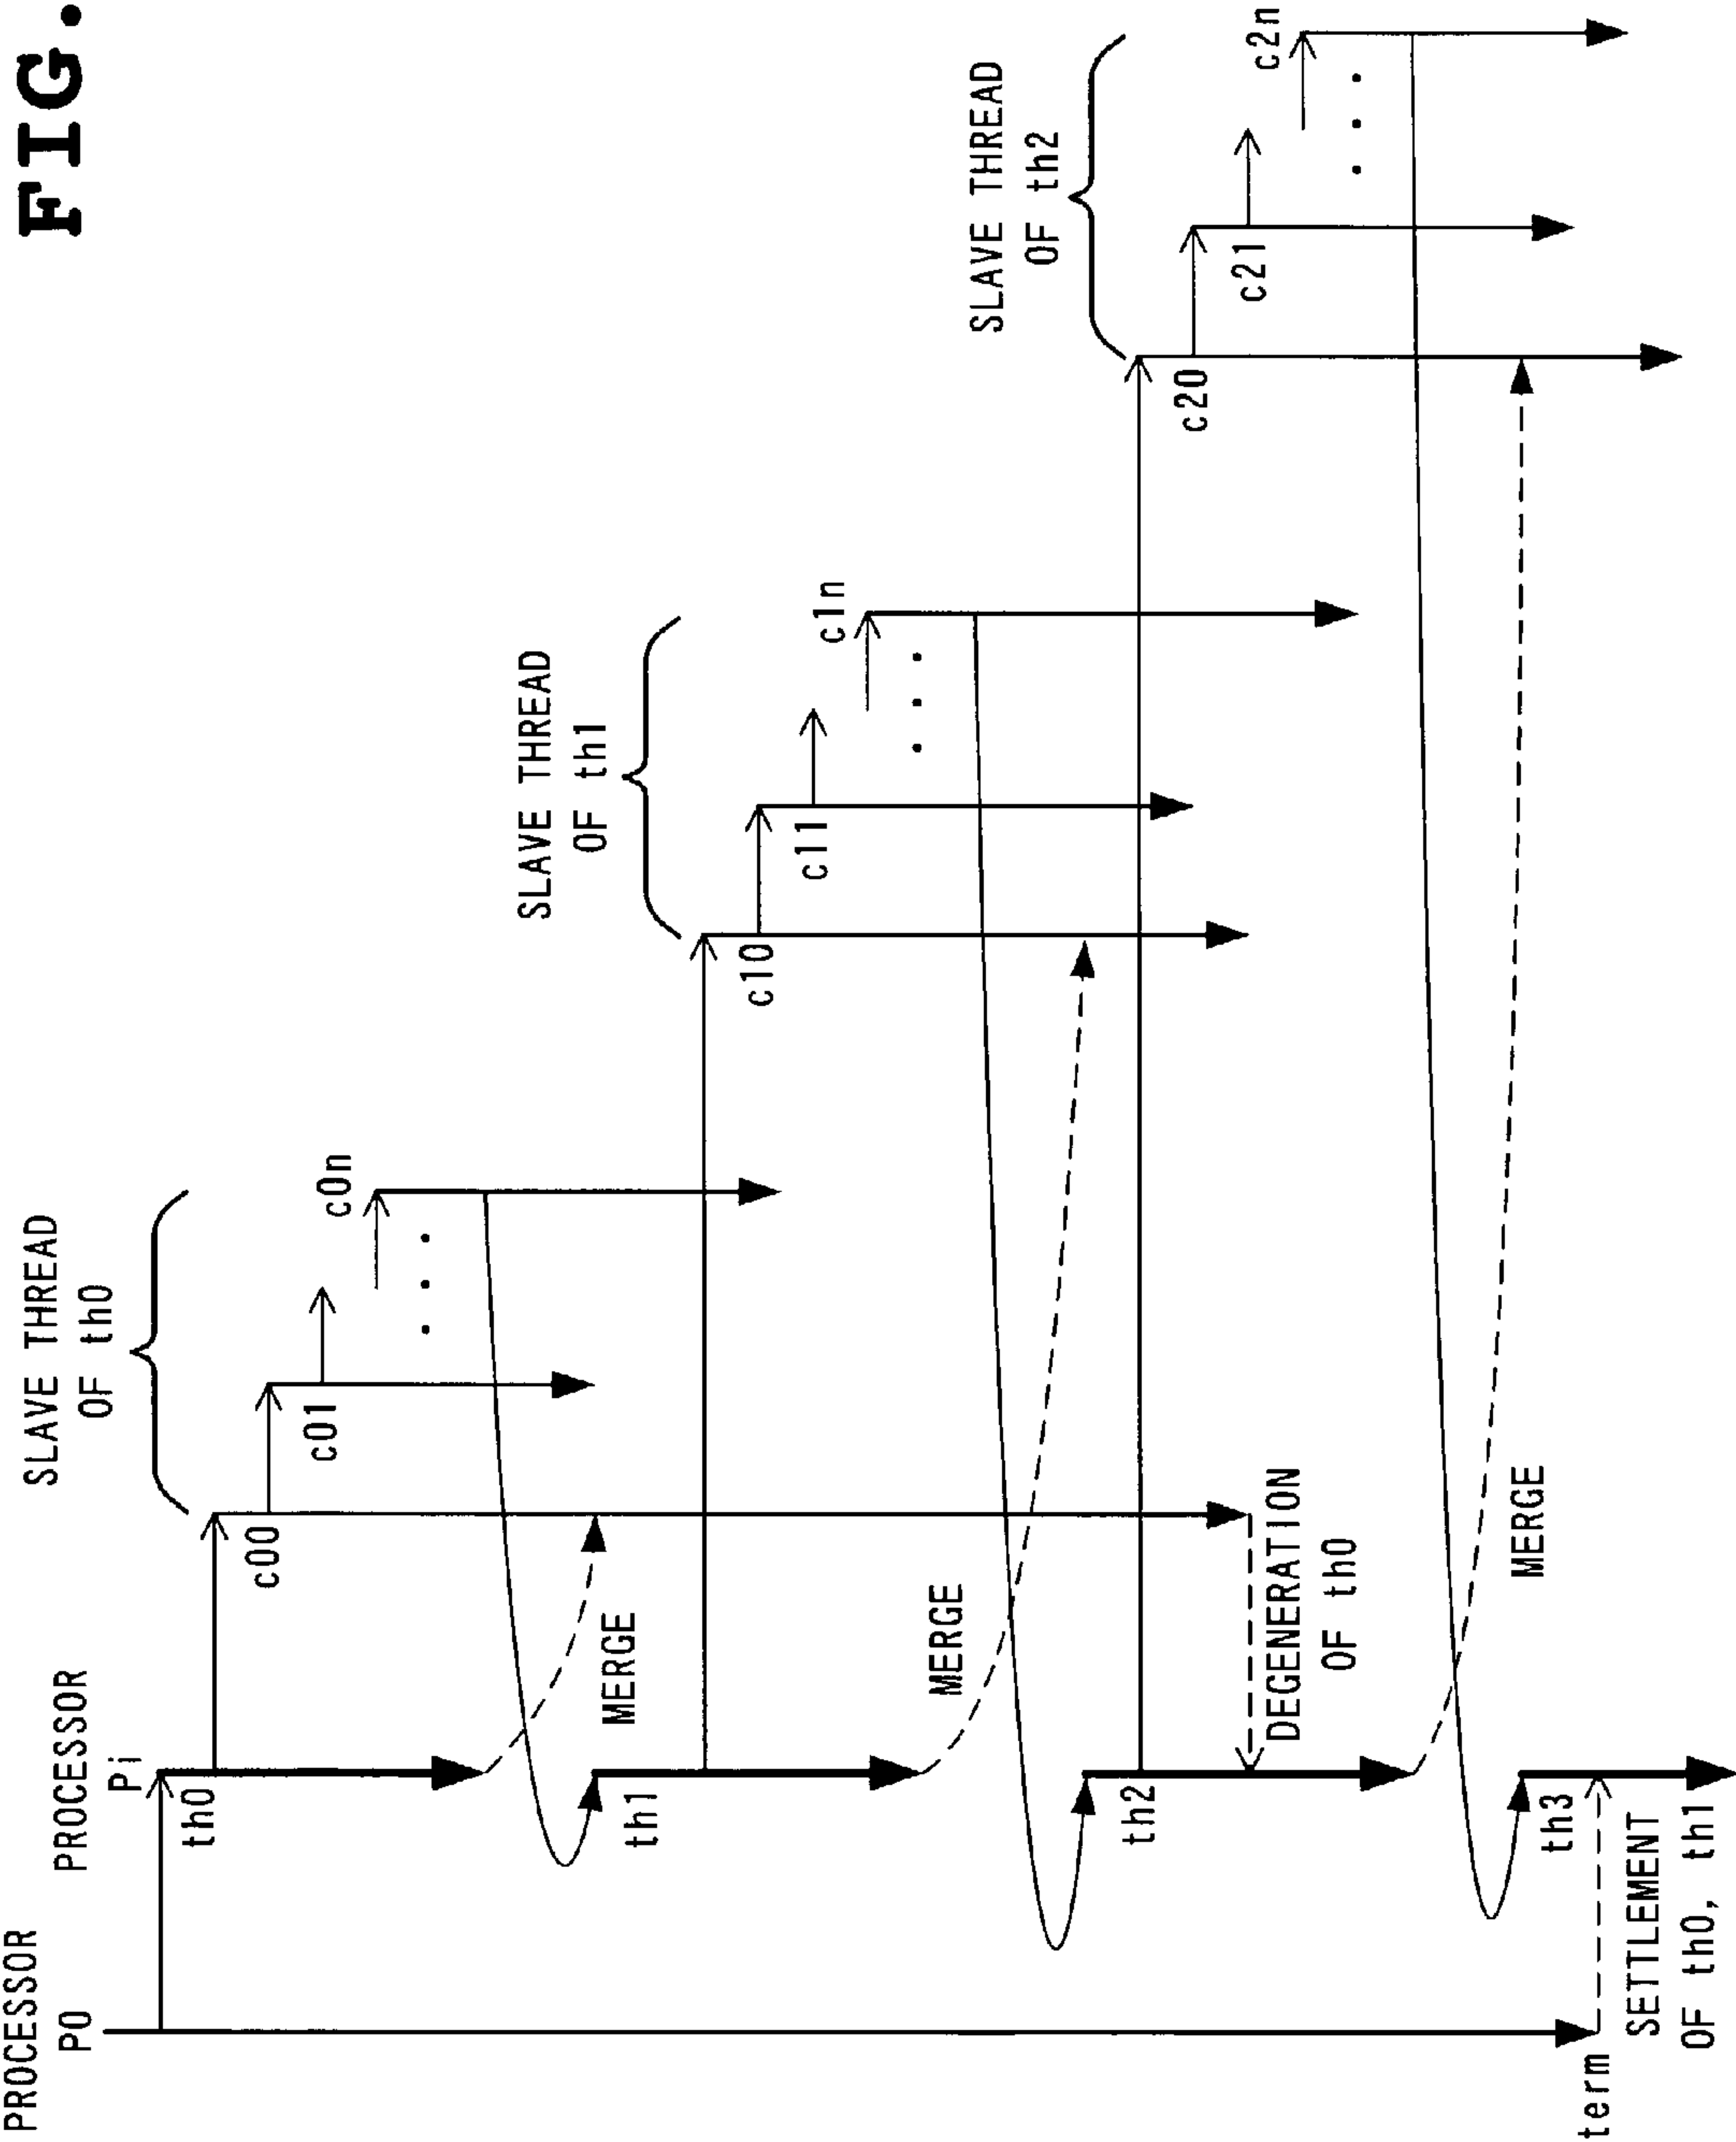 FIG.
PROCESSOR
P0
PROCESSOR
Pi
SLAVE THREAD
OF th0
th0
c00
c01
c0n
MERGE
th1
SLAVE THREAD
OF th1
c10
c11
c1n
MERGE
th2
SLAVE THREAD
OF th2
c20
c21
c2n
DEGENERATION
OF th0
MERGE
th3
term
SETTLEMENT
OF th0, th1